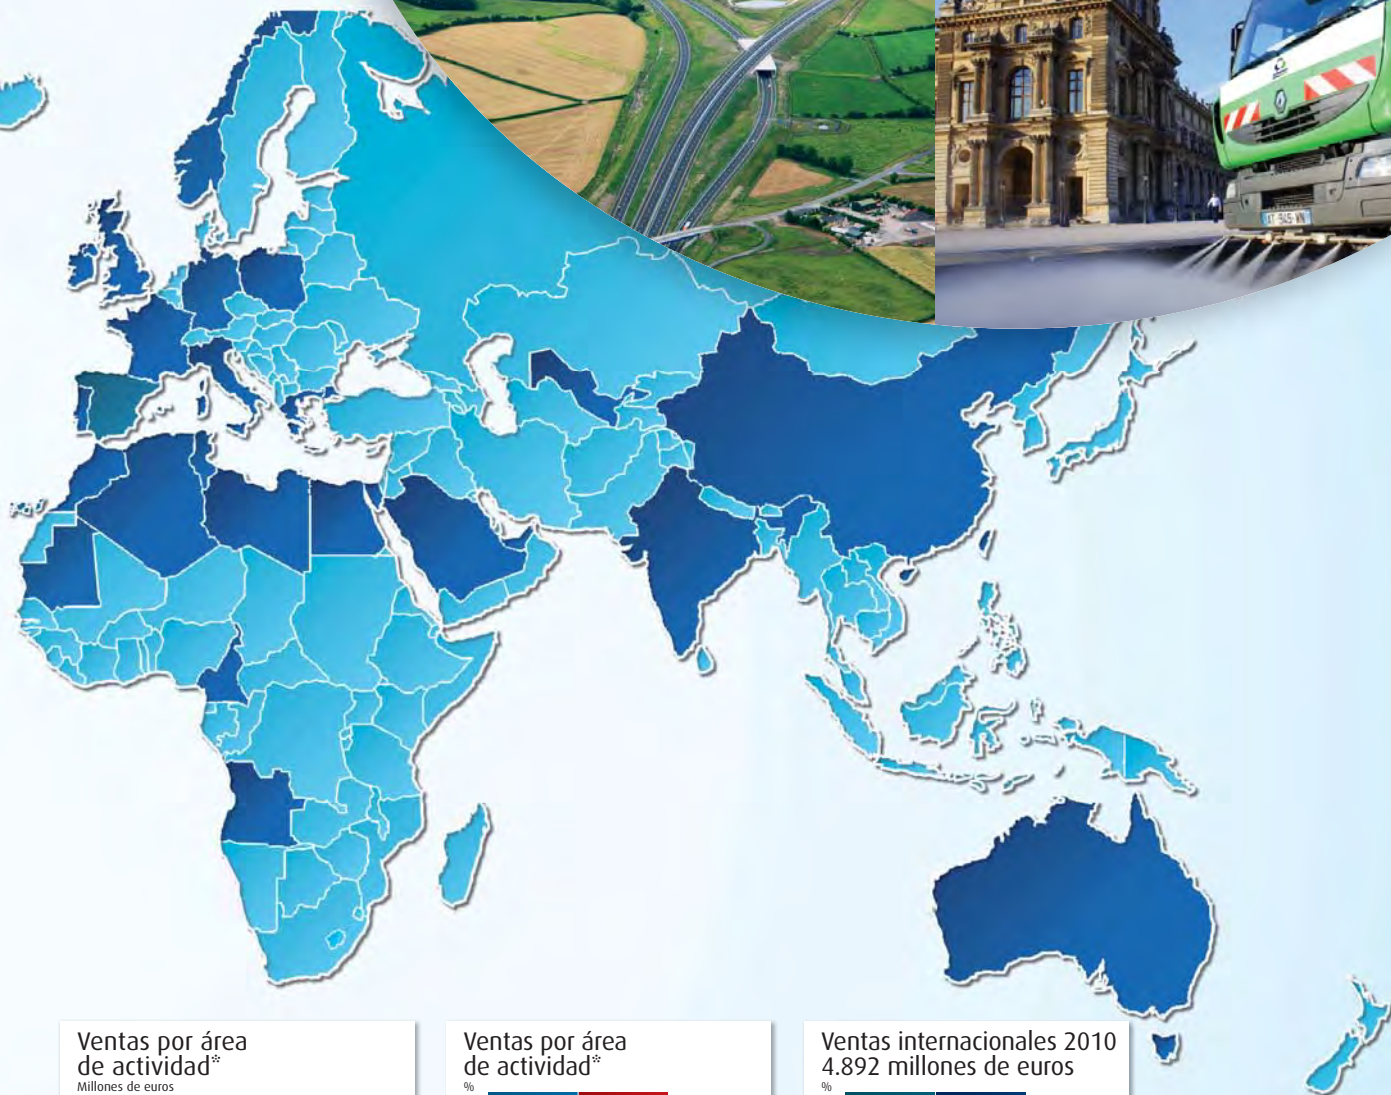 Ventas por área
de actividad*
Millones de euros
Ventas por área
de actividad*
%
Ventas internacionales 2010
4.892 millones de euros
%